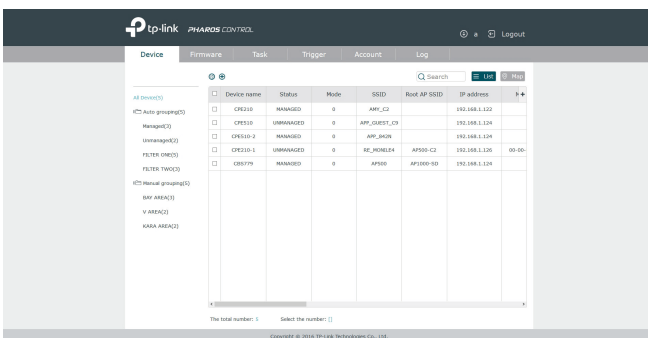 tp-link PHAROS CONTROL
a Logout
Device Firmware Task Trigger Account Log
Search List Map
All Device(5)
Auto grouping(5)
Managed(3)
Unmanaged(2)
FILTER ONE(5)
FILTER TWO(3)
Manual grouping(5)
BAY AREA(3)
V AREA(2)
KARA AREA(2)
Device name Status Mode SSID Root AP SSID IP address
CPE210 MANAGED 0 AMY_C2 192.168.1.122
CPE510 UNMANAGED 0 APP_GUEST_C9 192.168.1.124
CPE510-2 MANAGED 0 APP_842N 192.168.1.124
CPE210-1 UNMANAGED 0 RE_MONILE4 AP500-C2 192.168.1.126 00-00-
CBS775 MANAGED 0 AP500 AP1000-5D 192.168.1.124
The total number: 5 Select the number: []
Copyright © 2016 TP-Link Technologies Co., Ltd.